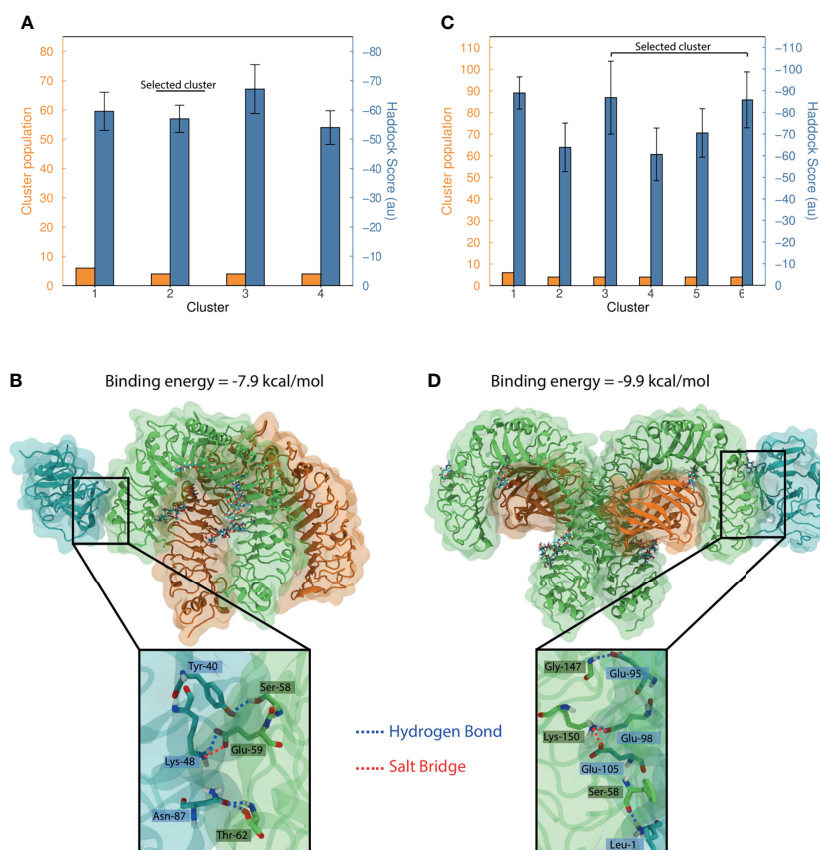 A
80
70
60
50
40
30
20
10
0
Cluster population
Selected cluster
−80
−70
−60
−50
−40
−30
−20
−10
0
Haddock Score (au)
1 2 3 4
Cluster
C
110
100
90
80
70
60
50
40
30
20
10
0
Cluster population
Selected cluster
−110
−100
−90
−80
−70
−60
−50
−40
−30
−20
−10
0
Haddock Score (au)
1 2 3 4 5 6
Cluster
B
Binding energy = -7.9 kcal/mol
Tyr-40
Ser-58
Glu-59
Lys-48
Asn-87
Thr-62
Hydrogen Bond
Salt Bridge
D
Binding energy = -9.9 kcal/mol
Gly-147
Glu-95
Lys-150
Glu-98
Glu-105
Ser-58
Leu-1